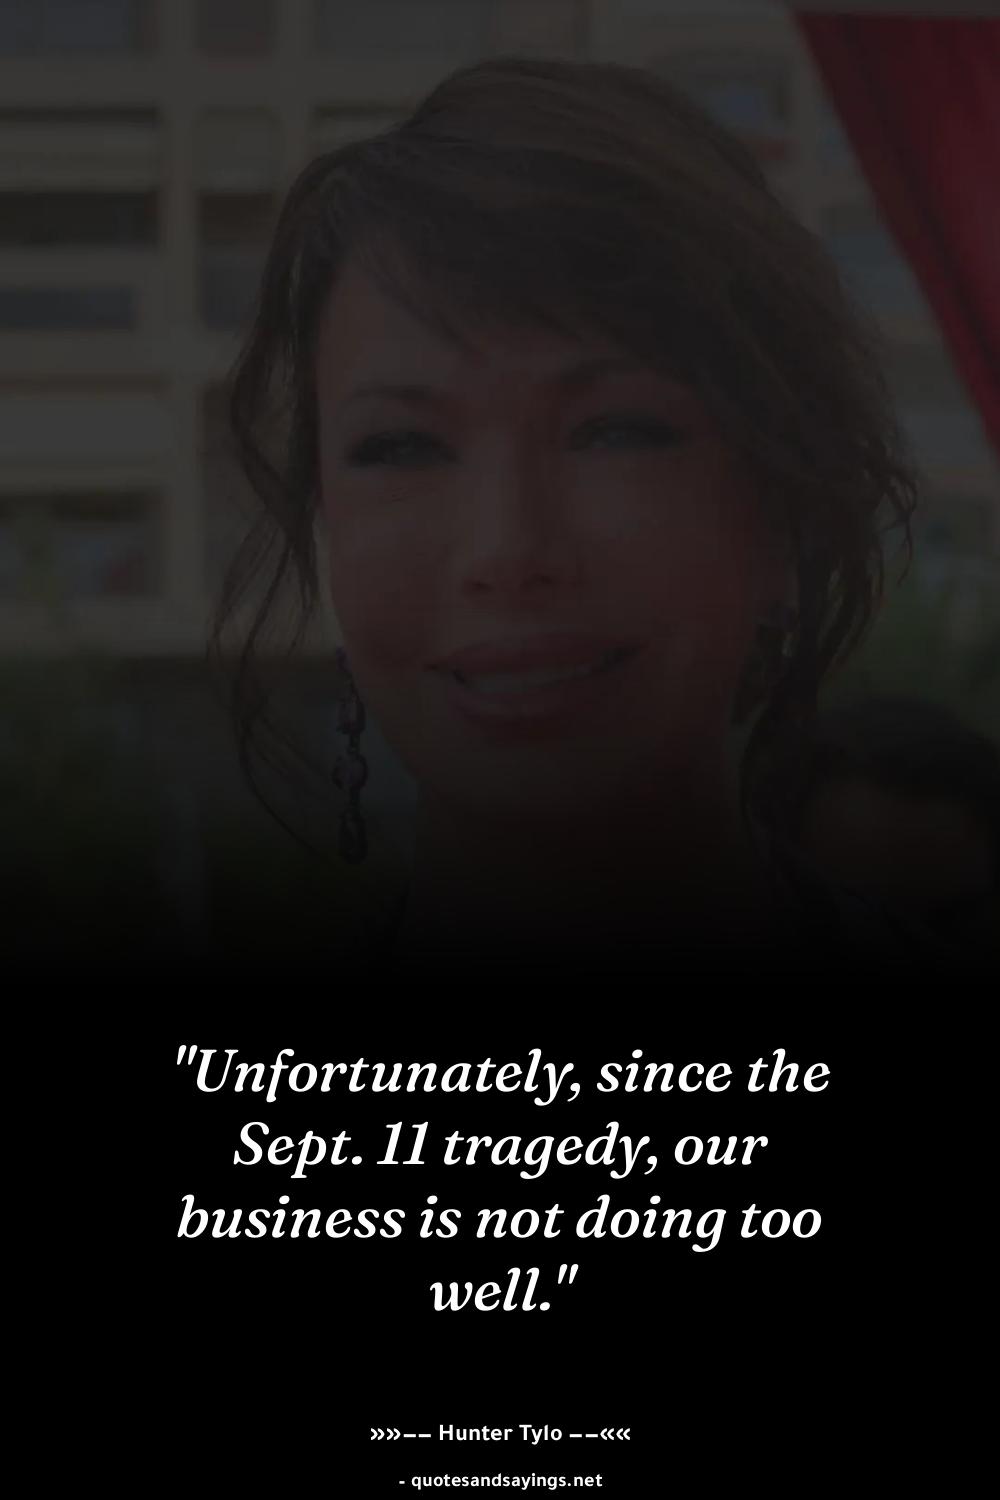 "Unfortunately, since the
Sept. 11 tragedy, our
business is not doing too
well."
»»−− Hunter Tylo −−««
- quotesandsayings.net